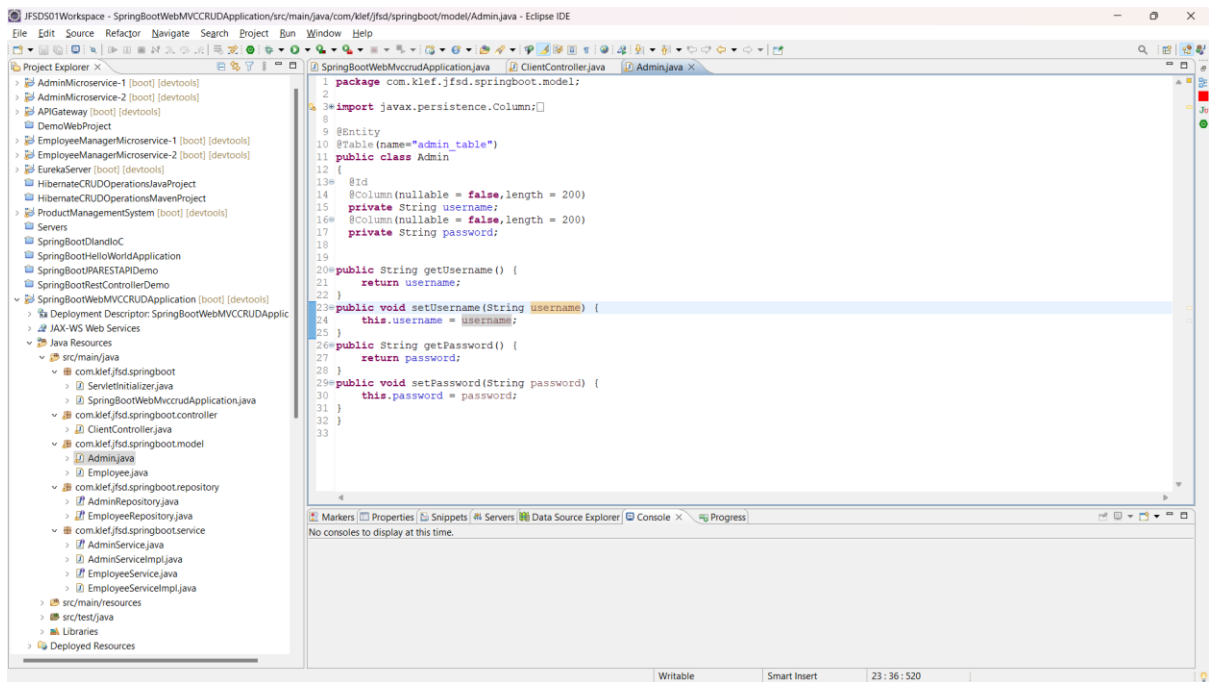 JFSDS01Workspace - SpringBootWebMVCCRUDApplication/src/main/java/com/klef/jfsd/springboot/model/Admin.java - Eclipse IDE
File Edit Source Refactor Navigate Search Project Run Window Help
Project Explorer
AdminMicroservice-1 [boot] [devtools]
AdminMicroservice-2 [boot] [devtools]
APIGateway [boot] [devtools]
DemoWebProject
EmployeeManagerMicroservice-1 [boot] [devtools]
EmployeeManagerMicroservice-2 [boot] [devtools]
EurekaServer [boot] [devtools]
HibernateCRUDOperationsJavaProject
HibernateCRUDOperationsMavenProject
ProductManagementSystem [boot] [devtools]
Servers
SpringBootDIandIoC
SpringBootHelloWorldApplication
SpringBootJPARESTAPIDemo
SpringBootRestControllerDemo
SpringBootWebMVCCRUDApplication [boot] [devtools]
Deployment Descriptor: SpringBootWebMVCCRUDApplic
JAX-WS Web Services
Java Resources
src/main/java
com.klef.jfsd.springboot
ServletInitializer.java
SpringBootWebMvccrudApplication.java
com.klef.jfsd.springboot.controller
ClientController.java
com.klef.jfsd.springboot.model
Admin.java
Employee.java
com.klef.jfsd.springboot.repository
AdminRepository.java
EmployeeRepository.java
com.klef.jfsd.springboot.service
AdminService.java
AdminServiceImpl.java
EmployeeService.java
EmployeeServiceImpl.java
src/main/resources
src/test/java
Libraries
Deployed Resources
SpringBootWebMvccrudApplication.java ClientController.java Admin.java
1 package com.klef.jfsd.springboot.model;
2
3 import javax.persistence.Column;
8
9 @Entity
10 @Table(name="admin_table")
11 public class Admin
12 {
13 @Id
14 @Column(nullable = false,length = 200)
15 private String username;
16 @Column(nullable = false,length = 200)
17 private String password;
18
19
20 public String getUsername() {
21 return username;
22 }
23 public void setUsername(String username) {
24 this.username = username;
25 }
26 public String getPassword() {
27 return password;
28 }
29 public void setPassword(String password) {
30 this.password = password;
31 }
32 }
33
Markers Properties Snippets Servers Data Source Explorer Console Progress
No consoles to display at this time.
Writable Smart Insert 23 : 36 : 520